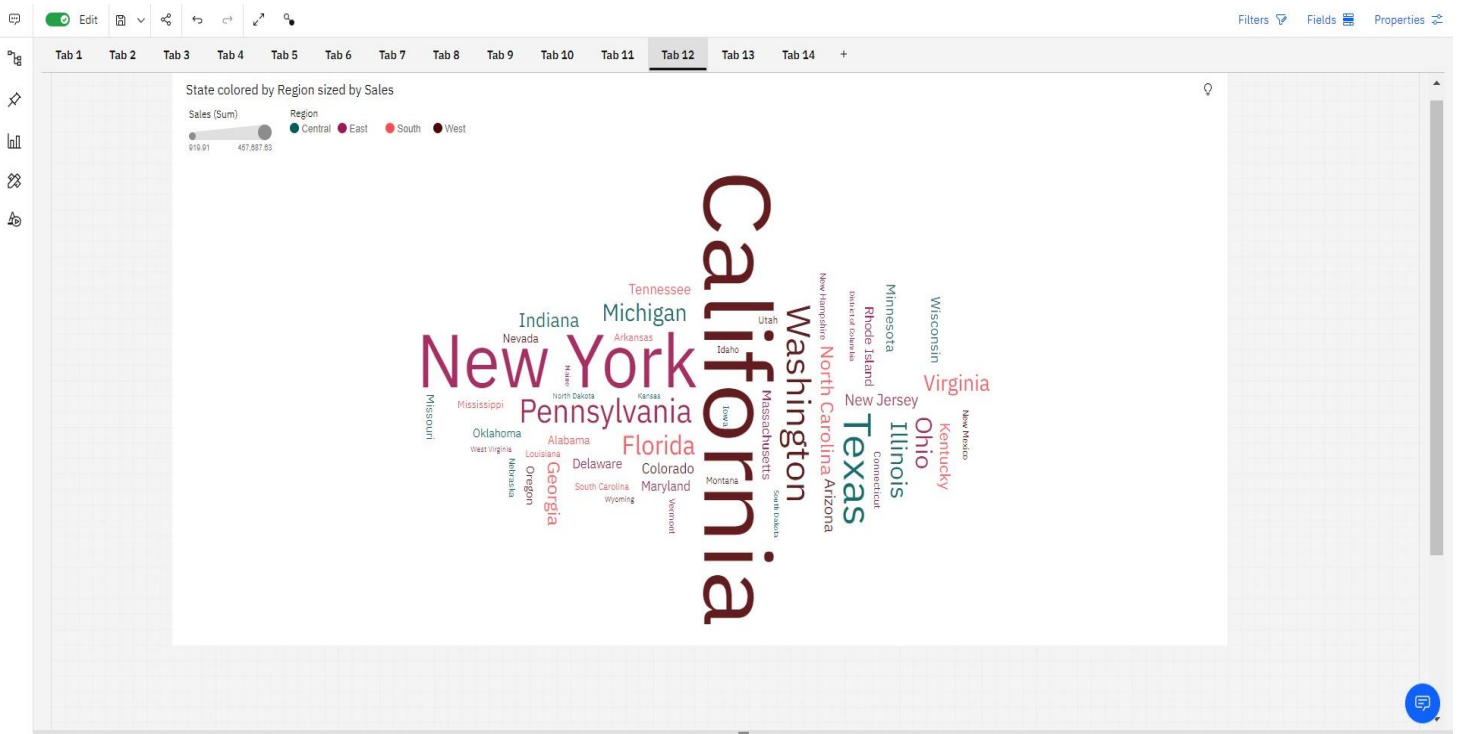 Edit
Filters Fields Properties
Tab 1 Tab 2 Tab 3 Tab 4 Tab 5 Tab 6 Tab 7 Tab 8 Tab 9 Tab 10 Tab 11 Tab 12 Tab 13 Tab 14 +
State colored by Region sized by Sales
Sales (Sum)
919.91 457,687.63
Region
Central East South West
California
Tennessee
Michigan
Indiana
Nevada
Arkansas
New York
Maine
North Dakota
Kansas
Missouri
Mississippi
Pennsylvania
Oklahoma
Alabama
Florida
West Virginia
Louisiana
Nebraska
Oregon
Georgia
Delaware
Colorado
South Carolina
Maryland
Wyoming
Vermont
Utah
Idaho
Iowa
Montana
Massachusetts
South Dakota
Washington
New Hampshire
North Carolina
Arizona
District of Columbia
Rhode Island
Minnesota
Wisconsin
Virginia
New Jersey
Texas
Connecticut
Illinois
Ohio
Kentucky
New Mexico